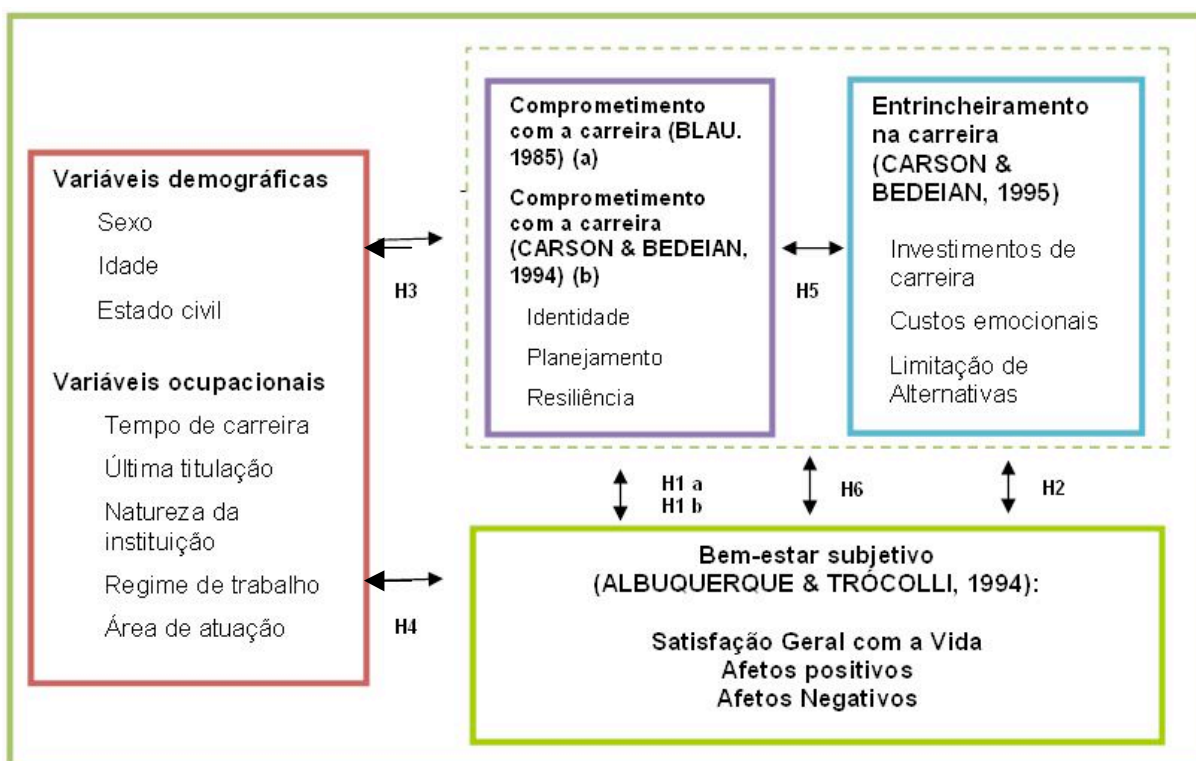 Variáveis demográficas
Sexo
Idade
Estado civil
Variáveis ocupacionais
Tempo de carreira
Última titulação
Natureza da
instituição
Regime de trabalho
Área de atuação
H3
H4
Comprometimento
com a carreira (BLAU.
1985) (a)
Comprometimento
com a carreira
(CARSON & BEDEIAN,
1994) (b)
Identidade
Planejamento
Resiliência
H5
Entrincheiramento
na carreira
(CARSON &
BEDEIAN, 1995)
Investimentos de
carreira
Custos emocionais
Limitação de
Alternativas
H1 a
H1 b
H6
H2
Bem-estar subjetivo
(ALBUQUERQUE & TRÓCOLLI, 1994):
Satisfação Geral com a Vida
Afetos positivos
Afetos Negativos